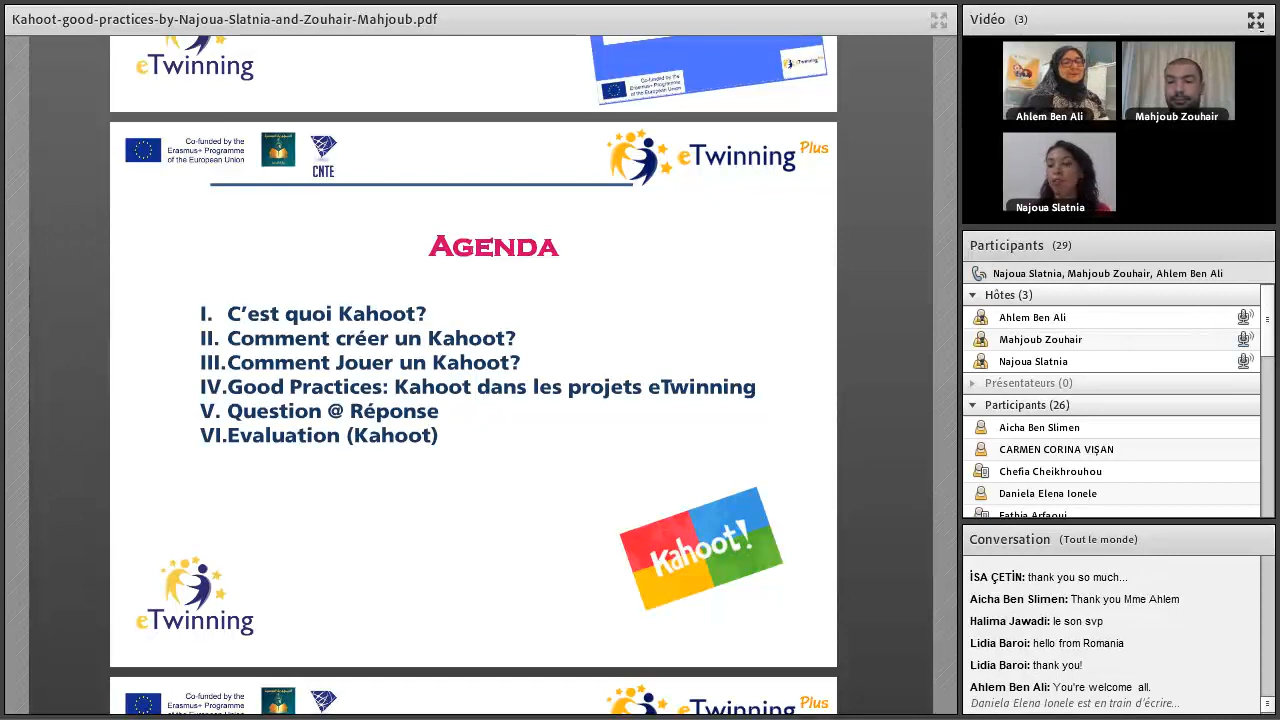 Kahoot-good-practices-by-Najoua-Slatnia-and-Zouhair-Mahjoub.pdf
eTwinning
Co-funded by the
Erasmus+ Programme
of the European Union
Co-funded by the
Erasmus+ Programme
of the European Union
CNTE
eTwinning Plus
AGENDA
I. C’est quoi Kahoot?
II. Comment créer un Kahoot?
III.Comment Jouer un Kahoot?
IV.Good Practices: Kahoot dans les projets eTwinning
V. Question @ Réponse
VI.Evaluation (Kahoot)
Kahoot!
eTwinning
Co-funded by the
Erasmus+ Programme
of the European Union
eTwinning Plus
Vidéo (3)
Ahlem Ben Ali
Mahjoub Zouhair
Najoua Slatnia
Participants (29)
Najoua Slatnia, Mahjoub Zouhair, Ahlem Ben Ali
Hôtes (3)
Ahlem Ben Ali
Mahjoub Zouhair
Najoua Slatnia
Présentateurs (0)
Participants (26)
Aicha Ben Slimen
CARMEN CORINA VIȘAN
Chefia Cheikhrouhou
Daniela Elena Ionele
Fathia Arfaoui
Conversation (Tout le monde)
İSA ÇETİN: thank you so much...
Aicha Ben Slimen: Thank you Mme Ahlem
Halima Jawadi: le son svp
Lidia Baroi: hello from Romania
Lidia Baroi: thank you!
Ahlem Ben Ali: You're welcome ali.
Daniela Elena Ionele est en train d'écrire...